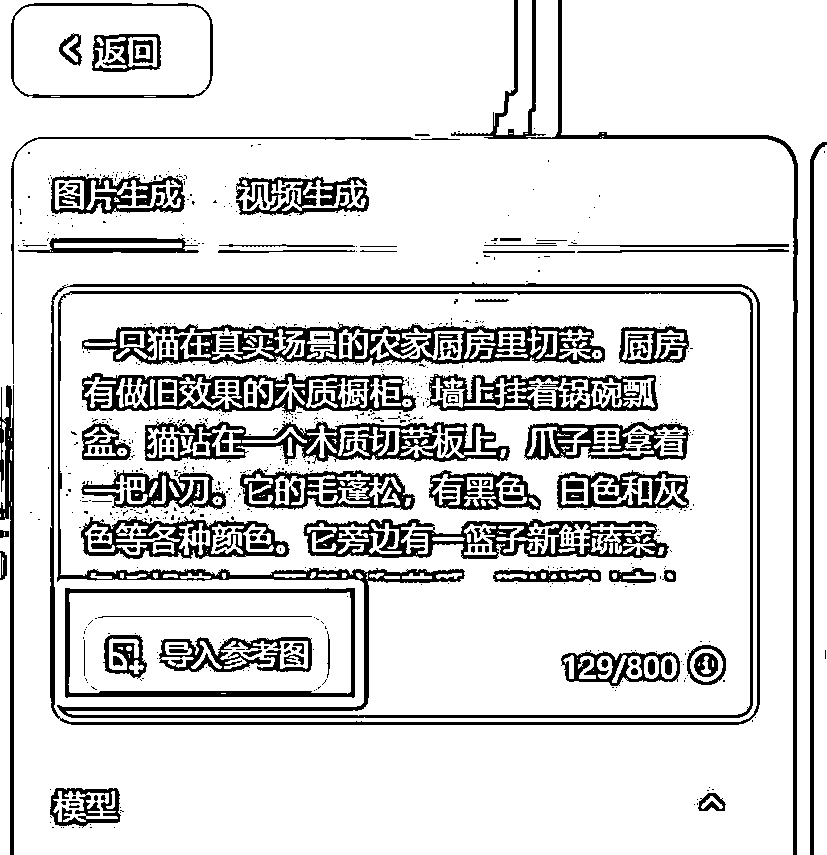 返回
图片生成
视频生成
一只猫在真实场景的农家厨房里切菜。厨房
有做旧效果的木质橱柜。墙上挂着锅碗瓢
盆。猫站在一个木质切菜板上，爪子里拿着
一把小刀。它的毛蓬松，有黑色、白色和灰
色等各种颜色。它旁边有一篮子新鲜蔬菜，
导入参考图
129/800
模型